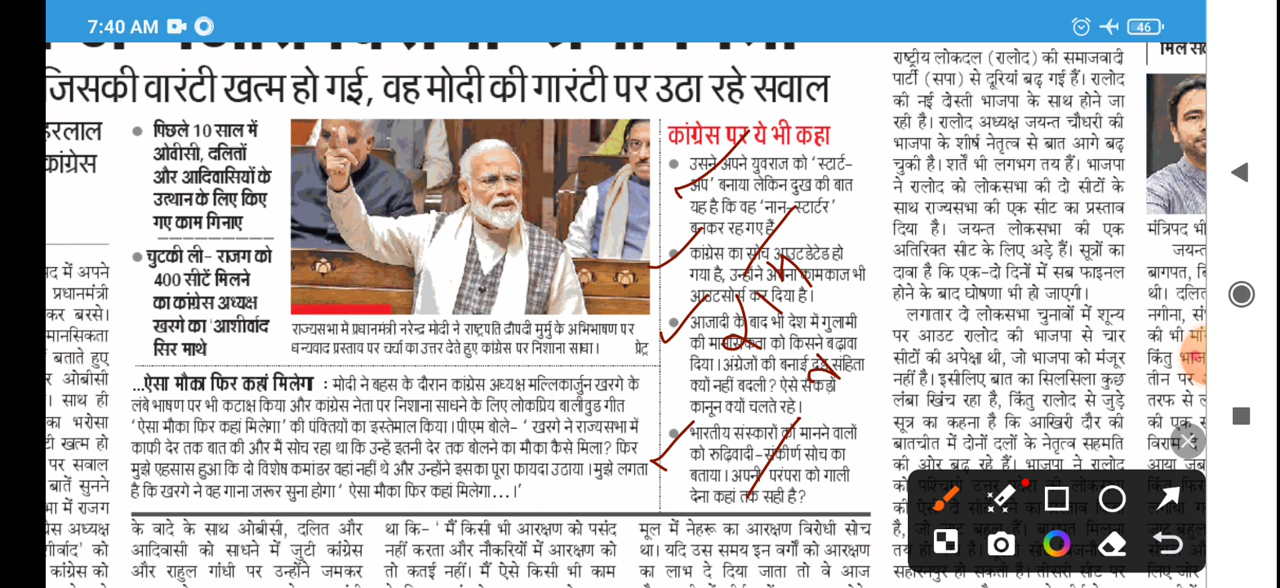 7:40 AM
46
जिसकी वारंटी खत्म हो गई, वह मोदी की गारंटी पर उठा रहे सवाल
हरलाल
कांग्रेस
पिछले 10 साल में
ओवीसी, दलितों
और आदिवासियों के
उत्थान के लिए किए
गए काम गिनाए
चुटकी ली- राजग को
400 सीटें मिलने
का कांग्रेस अध्यक्ष
खरगे का 'आशीर्वाद
सिर माथे
राज्यसभा में प्रधानमंत्री नरेन्द्र मोदी ने राष्ट्रपति द्रौपदी मुर्मु के अभिभाषण पर
धन्यवाद प्रस्ताव पर चर्चा का उत्तर देते हुए कांग्रेस पर निशाना साधा। प्रेट्र
...ऐसा मौका फिर कहां मिलेगा : मोदी ने बहस के दौरान कांग्रेस अध्यक्ष मल्लिकार्जुन खरगे के
लंबे भाषण पर भी कटाक्ष किया और कांग्रेस नेता पर निशाना साधने के लिए लोकप्रिय बालीवुड गीत
'ऐसा मौका फिर कहां मिलेगा' की पंक्तियों का इस्तेमाल किया। पीएम बोले- 'खरगे ने राज्यसभा में
काफी देर तक बात की और मैं सोच रहा था कि उन्हें इतनी देर तक बोलने का मौका कैसे मिला? फिर
मुझे एहसास हुआ कि दो विशेष कमांडर वहां नहीं थे और उन्होंने इसका पूरा फायदा उठाया। मुझे लगता
है कि खरगे ने वह गाना जरूर सुना होगा 'ऐसा मौका फिर कहां मिलेगा...।'
कांग्रेस पर ये भी कहा
उसने अपने युवराज को 'स्टार्ट-
अप' बनाया लेकिन दुख की बात
यह है कि वह 'नान-स्टार्टर'
बनकर रह गए हैं
कांग्रेस का सोच आउटडेटेड हो
गया है, उन्होंने अपना कामकाज भी
आउटसोर्स कर दिया है।
आजादी के बाद भी देश में गुलामी
की मानसिकता को किसने बढ़ावा
दिया। अंग्रेजों की बनाई दंड संहिता
क्यों नहीं बदली? ऐसे सैकड़ों
कानून क्यों चलते रहे।
भारतीय संस्कारों को मानने वालों
को रुढ़िवादी-संकीर्ण सोच का
बताया। अपनी परंपरा को गाली
देना कहां तक सही है?
राष्ट्रीय लोकदल (रालोद) की समाजवादी
पार्टी (सपा) से दूरियां बढ़ गई हैं। रालोद
की नई दोस्ती भाजपा के साथ होने जा
रही है। रालोद अध्यक्ष जयन्त चौधरी की
भाजपा के शीर्ष नेतृत्व से बात आगे बढ़
चुकी है। शर्तें भी लगभग तय हैं। भाजपा
ने रालोद को लोकसभा की दो सीटों के
साथ राज्यसभा की एक सीट का प्रस्ताव
दिया है। जयन्त लोकसभा की एक
अतिरिक्त सीट के लिए अड़े हैं। सूत्रों का
दावा है कि एक-दो दिनों में सब फाइनल
होने के बाद घोषणा भी हो जाएगी।
लगातार दो लोकसभा चुनावों में शून्य
पर आउट रालोद की भाजपा से चार
सीटों की अपेक्षा थी, जो भाजपा को मंजूर
नहीं है। इसीलिए बात का सिलसिला कुछ
लंबा खिंच रहा है, किंतु रालोद से जुड़े
सूत्र का कहना है कि आखिरी दौर की
बातचीत में दोनों दलों के नेतृत्व सहमति
की ओर बढ़ रहे हैं। भाजपा ने रालोद
के वादे के साथ ओबीसी, दलित और
आदिवासी को साधने में जुटी कांग्रेस
और राहुल गांधी पर उन्होंने जमकर
था कि- 'मैं किसी भी आरक्षण को पसंद
नहीं करता और नौकरियों में आरक्षण को
तो कतई नहीं। मैं ऐसे किसी भी काम
मूल में नेहरू का आरक्षण विरोधी सोच
था। यदि उस समय इन वर्गों को आरक्षण
का लाभ दे दिया जाता तो वे आज